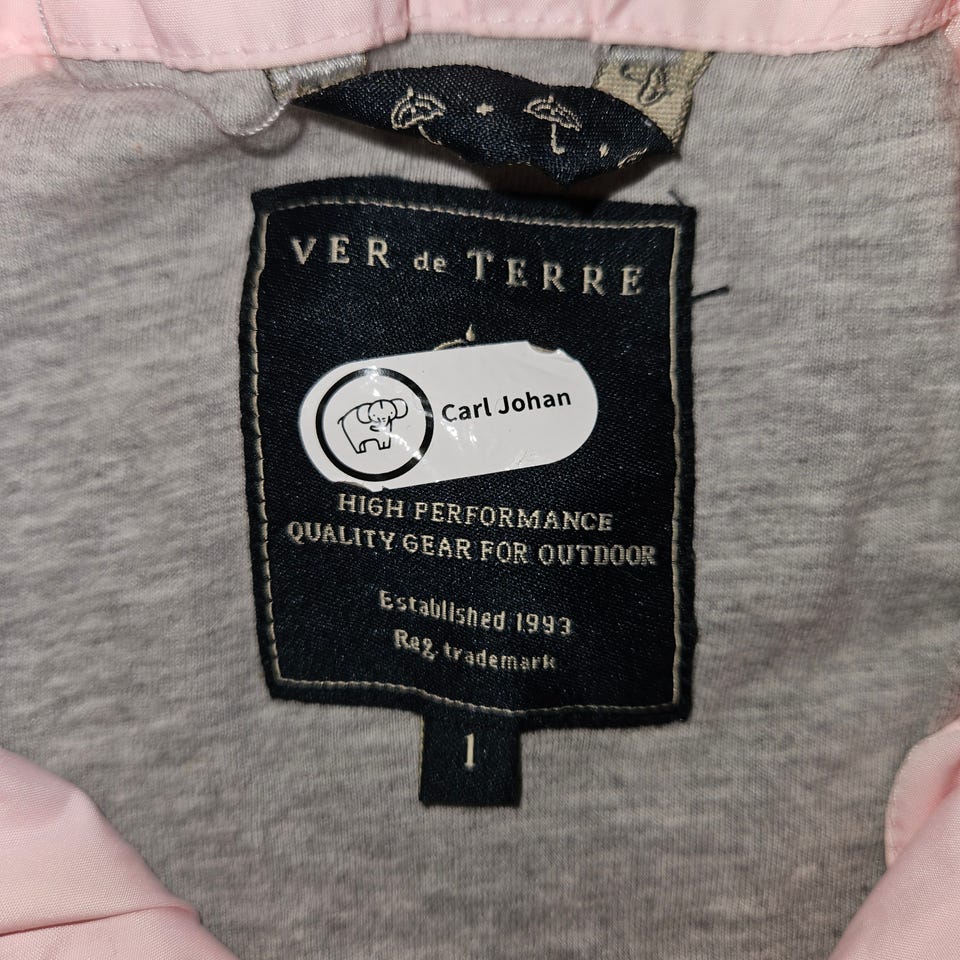 VER de TERRE
Carl Johan
HIGH PERFORMANCE
QUALITY GEAR FOR OUTDOOR
Established 1993
Reg. trademark
1